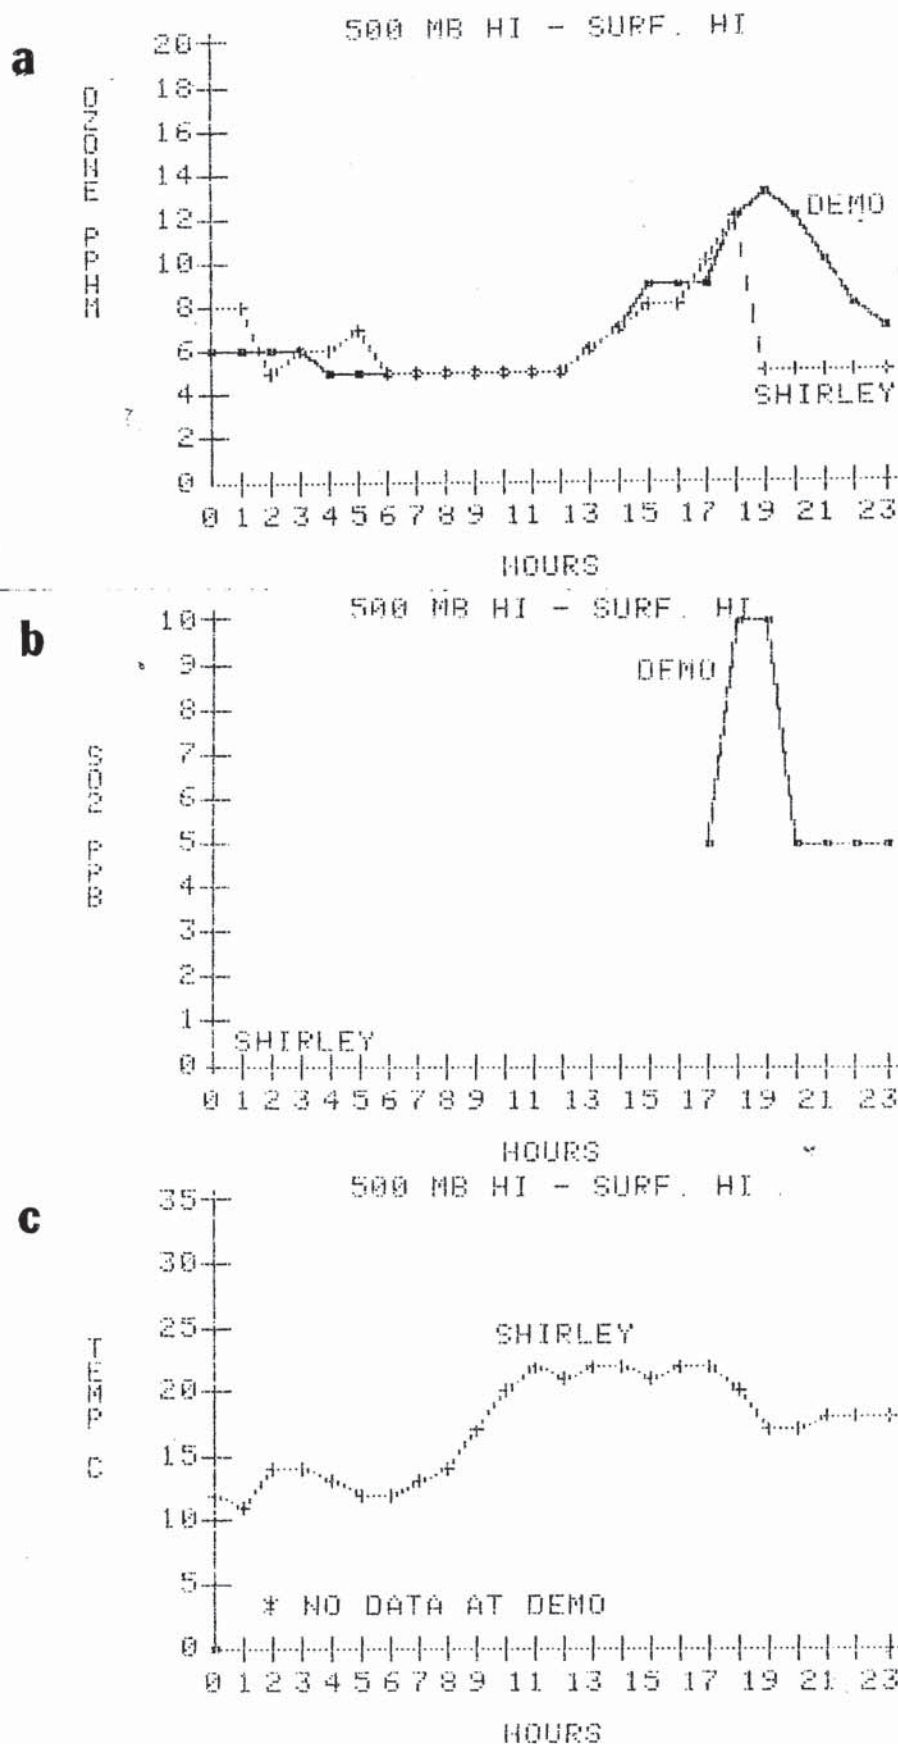 a
500 MB HI - SURF. HI
OZONE PPHM
20
18
16
14
12
10
8
6
4
2
0
DEMO
SHIRLEY
0 1 2 3 4 5 6 7 8 9 11 13 15 17 19 21 23
HOURS
b
500 MB HI - SURF. HI
SO2 PPB
10
9
8
7
6
5
4
3
2
1
0
DEMO
SHIRLEY
0 1 2 3 4 5 6 7 8 9 11 13 15 17 19 21 23
HOURS
c
500 MB HI - SURF. HI
TEMP C
35
30
25
20
15
10
5
0
SHIRLEY
* NO DATA AT DEMO
0 1 2 3 4 5 6 7 8 9 11 13 15 17 19 21 23
HOURS